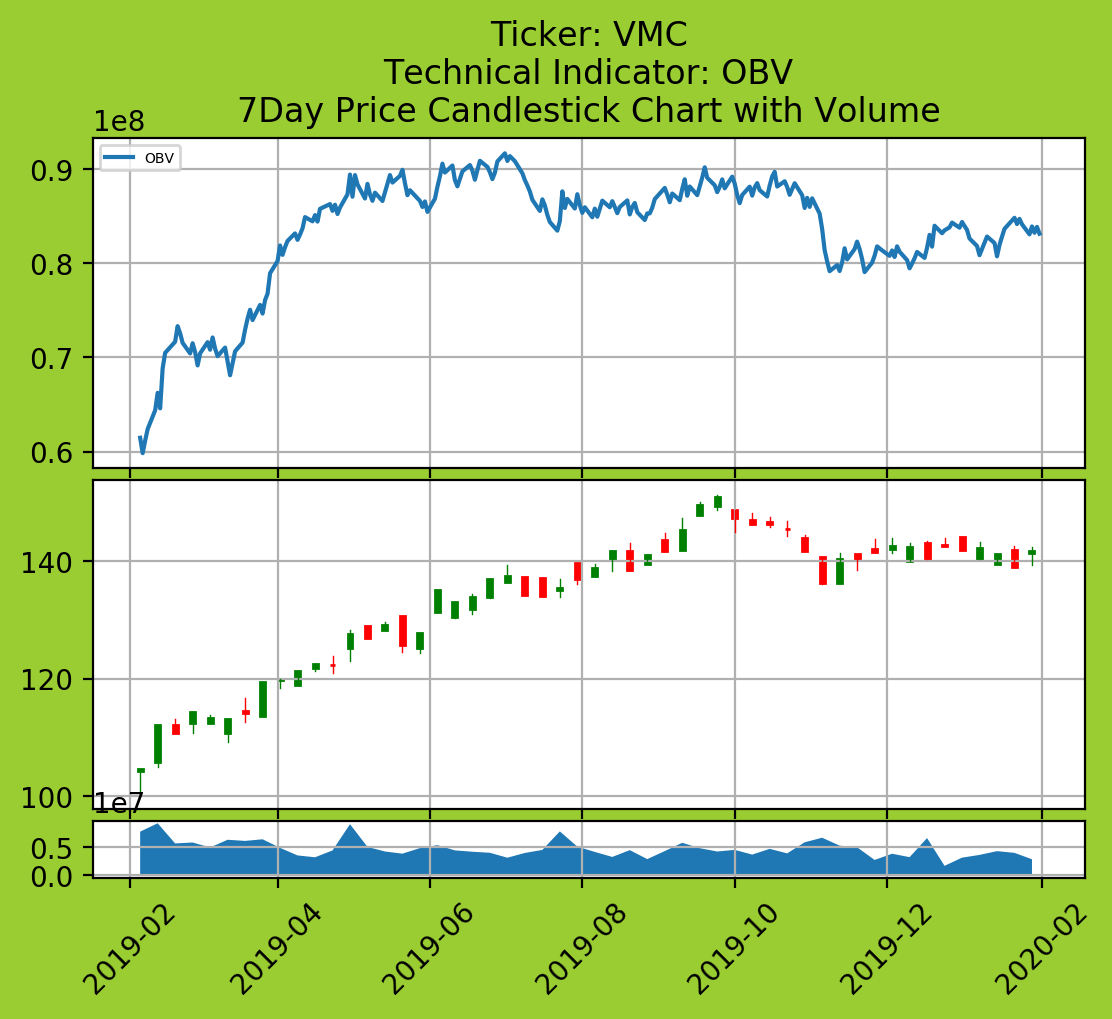 Ticker: VMC
Technical Indicator: OBV
7Day Price Candlestick Chart with Volume
1e8
OBV
0.9
0.8
0.7
0.6
140
120
100
1e7
0.5
0.0
2019-02
2019-04
2019-06
2019-08
2019-10
2019-12
2020-02